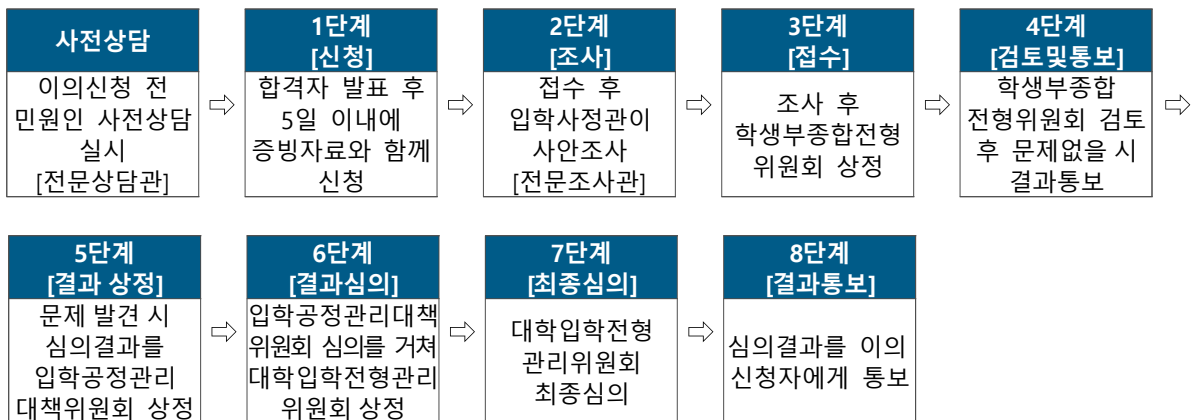 사전상담
이의신청 전
민원인 사전상담
실시
[전문상담관]
1단계
[신청]
합격자 발표 후
5일 이내에
증빙자료와 함께
신청
2단계
[조사]
접수 후
입학사정관이
사안조사
[전문조사관]
3단계
[접수]
조사 후
학생부종합전형
위원회 상정
4단계
[검토및통보]
학생부종합
전형위원회 검토
후 문제없을 시
결과통보
5단계
[결과 상정]
문제 발견 시
심의결과를
입학공정관리
대책위원회 상정
6단계
[결과심의]
입학공정관리대책
위원회 심의를 거쳐
대학입학전형관리
위원회 상정
7단계
[최종심의]
대학입학전형
관리위원회
최종심의
8단계
[결과통보]
심의결과를 이의
신청자에게 통보